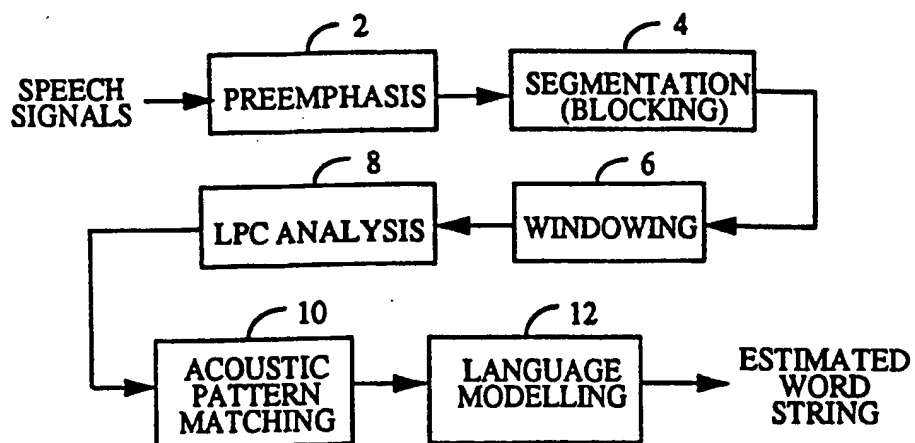 2
4
SPEECH
SIGNALS
PREEMPHASIS
SEGMENTATION
(BLOCKING)
8
6
LPC ANALYSIS
WINDOWING
10
12
ACOUSTIC
PATTERN
MATCHING
LANGUAGE
MODELLING
ESTIMATED
WORD
STRING